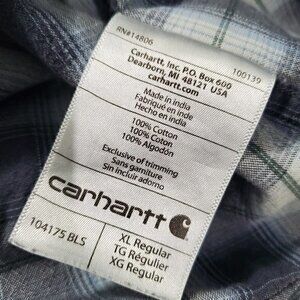 RN#14806
Carhartt, Inc. P.O. Box 600
Dearborn, MI 48121 USA
carhartt.com
100139
Made in india
Fabriqué en inde
Hecho en india
100% Cotton
100% Coton
100% Algodón
Exclusive of trimming
Sans garniture
Sin incluir adorno
carhartt
104175 BLS
XL Regular
TG Régulier
XG Regular